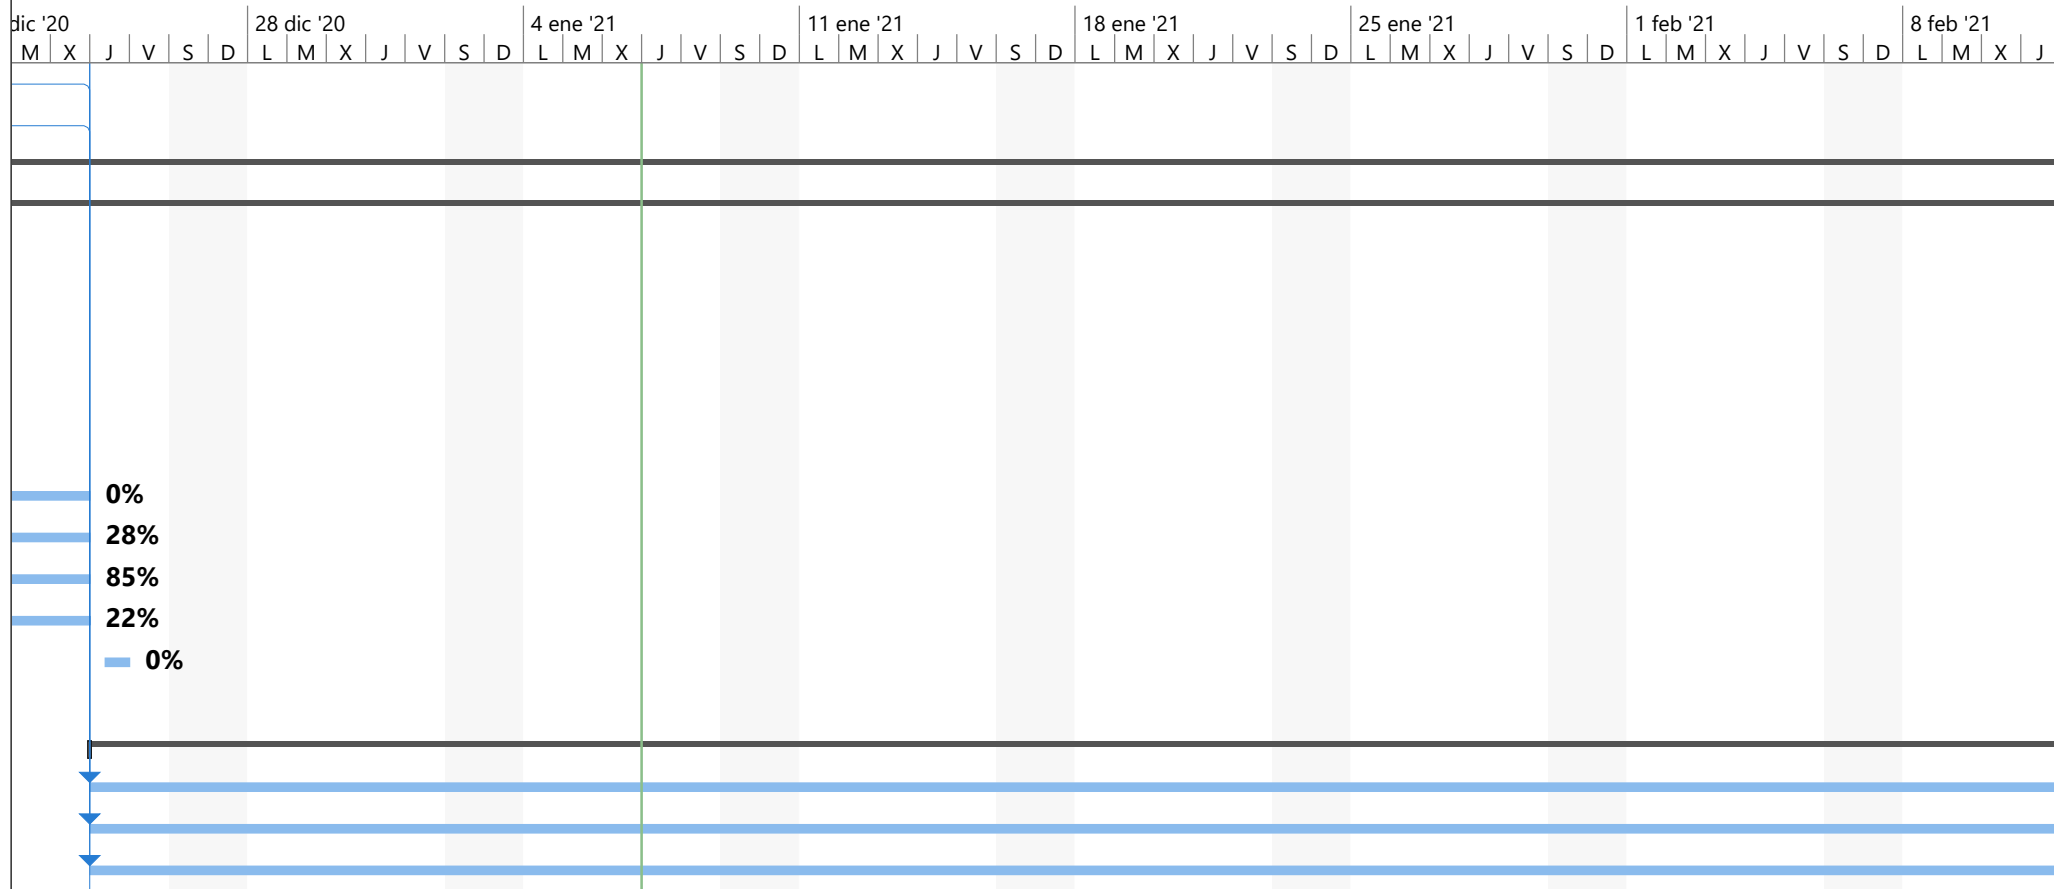 dic '20 28 dic '20 4 ene '21 11 ene '21 18 ene '21 25 ene '21 1 feb '21 8 feb '21
M X J V S D L M X J V S D L M X J V S D L M X J V S D L M X J V S D L M X J V S D L M X J V S D L M X J
0%
28%
85%
22%
0%